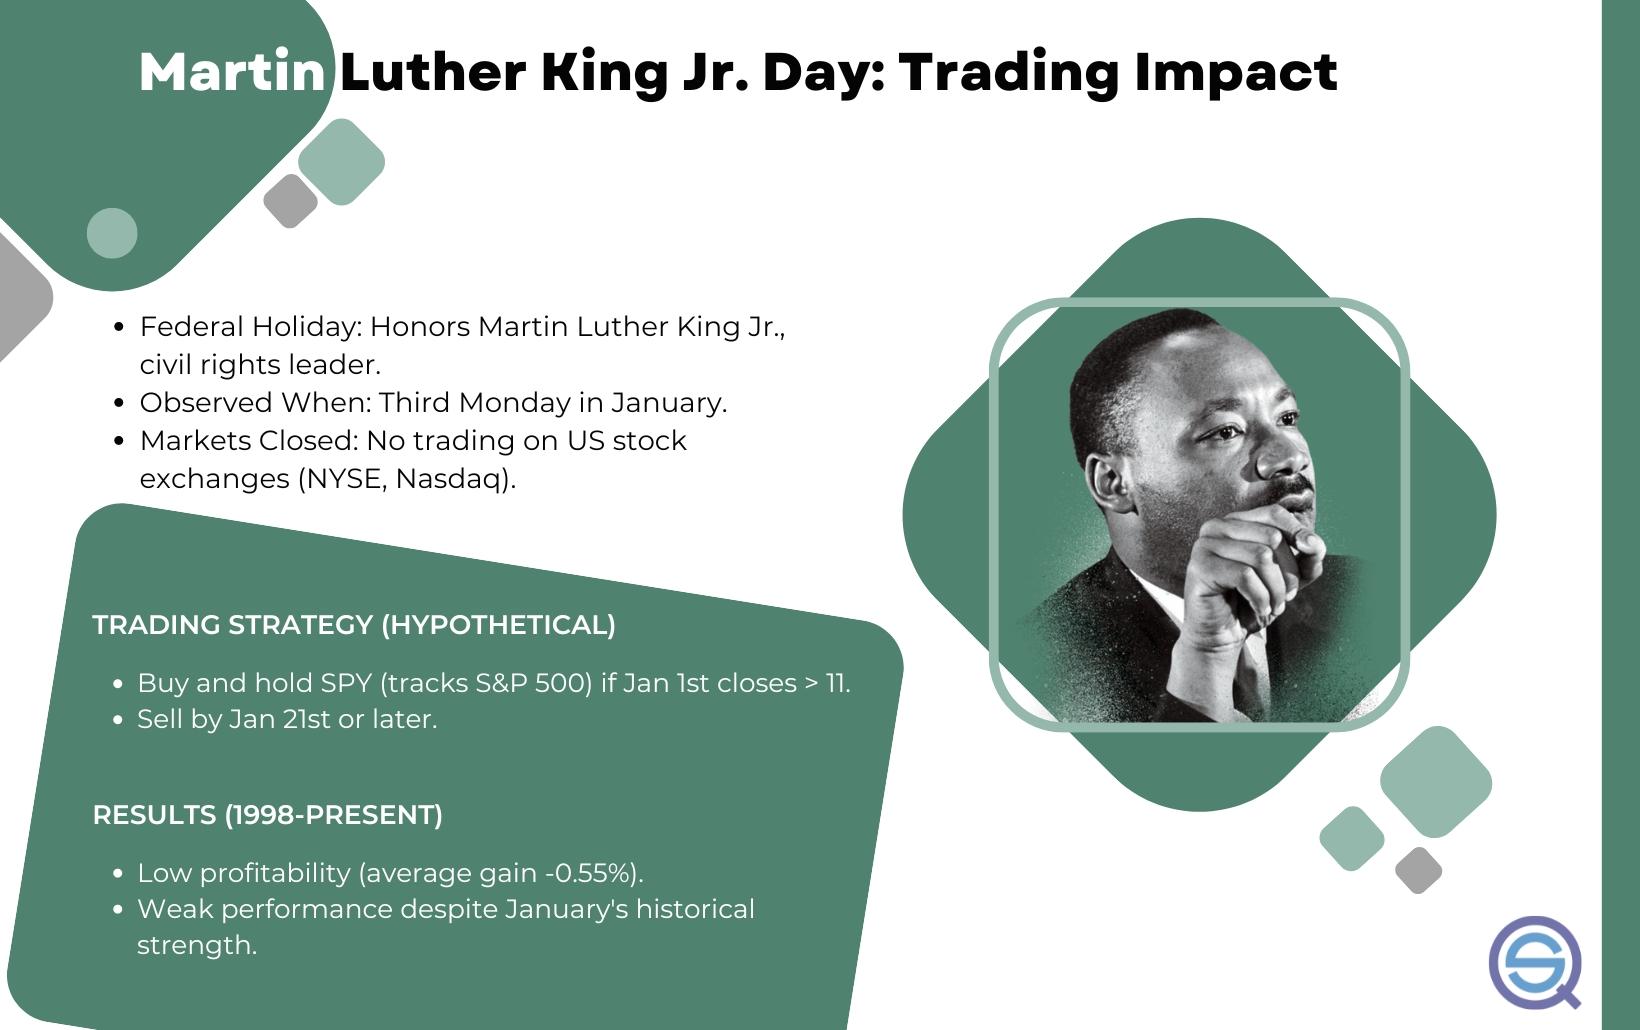 Martin Luther King Jr. Day: Trading Impact
• Federal Holiday: Honors Martin Luther King Jr.,
civil rights leader.
• Observed When: Third Monday in January.
• Markets Closed: No trading on US stock
exchanges (NYSE, Nasdaq).
TRADING STRATEGY (HYPOTHETICAL)
• Buy and hold SPY (tracks S&P 500) if Jan 1st closes > 11.
• Sell by Jan 21st or later.
RESULTS (1998-PRESENT)
• Low profitability (average gain -0.55%).
• Weak performance despite January's historical
strength.